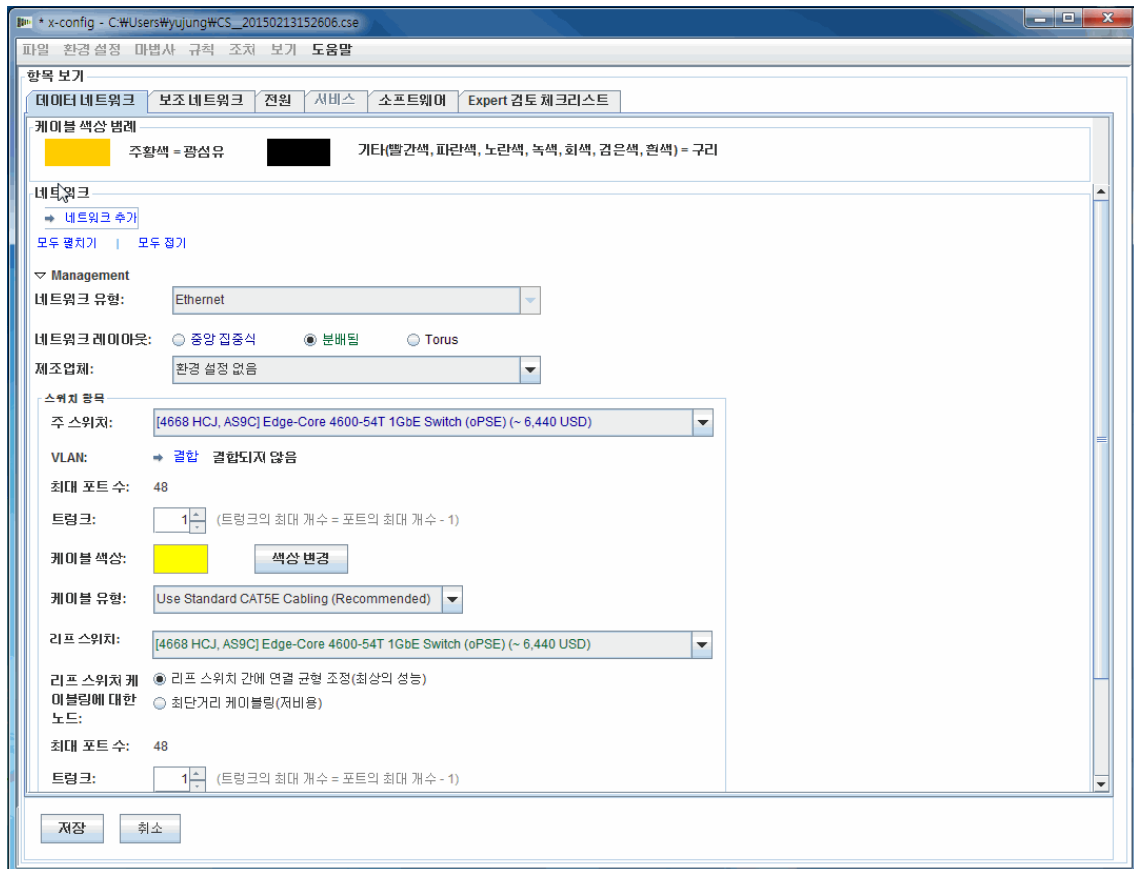 * x-config - C:₩Users₩yujung₩CS__20150213152606.cse
파일 환경 설정 마법사 규칙 조치 보기 도움말
항목 보기
데이터 네트워크 보조 네트워크 전원 서비스 소프트웨어 Expert 검토 체크리스트
케이블 색상 범례
주황색 = 광섬유 기타(빨간색, 파란색, 노란색, 녹색, 회색, 검은색, 흰색) = 구리
네트워크
네트워크 추가
모두 펼치기 | 모두 접기
Management
네트워크 유형: Ethernet
네트워크 레이아웃: 중앙 집중식 분배됨 Torus
제조업체: 환경 설정 없음
스위치 항목
주 스위치: [4668 HCJ, AS9C] Edge-Core 4600-54T 1GbE Switch (oPSE) (~ 6,440 USD)
VLAN: 결합 결합되지 않음
최대 포트 수: 48
트렁크: 1 (트렁크의 최대 개수 = 포트의 최대 개수 - 1)
케이블 색상: 색상 변경
케이블 유형: Use Standard CAT5E Cabling (Recommended)
리프 스위치: [4668 HCJ, AS9C] Edge-Core 4600-54T 1GbE Switch (oPSE) (~ 6,440 USD)
리프 스위치 케이블링에 대한 노드: 리프 스위치 간에 연결 균형 조정(최상의 성능)
최단거리 케이블링(저비용)
최대 포트 수: 48
트렁크: 1 (트렁크의 최대 개수 = 포트의 최대 개수 - 1)
저장 취소